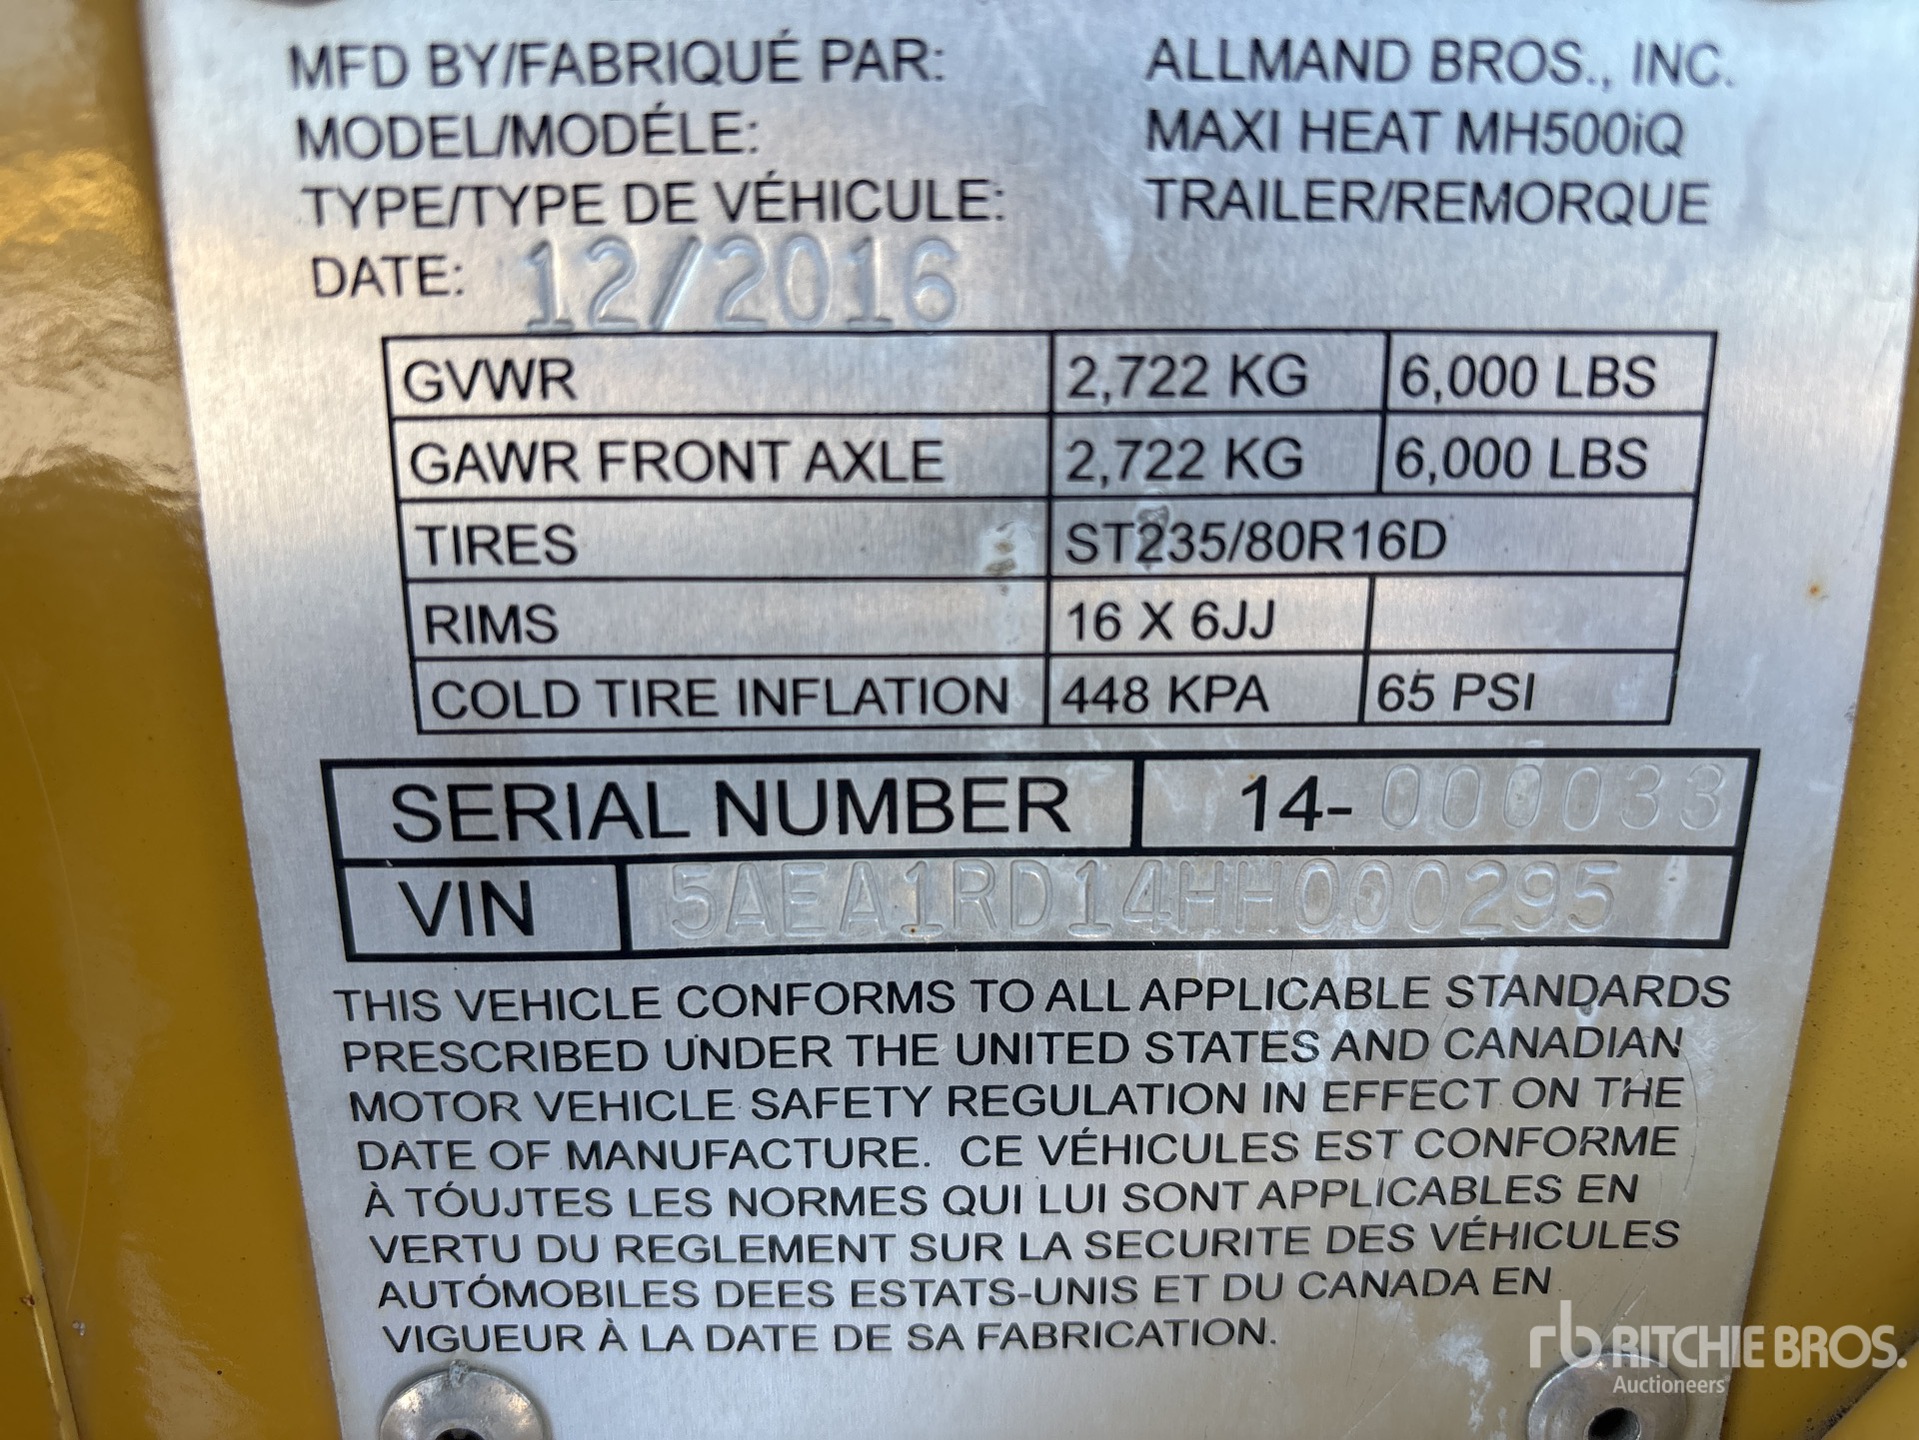 MFD BY/FABRIQUÉ PAR: ALLMAND BROS., INC.
MODEL/MODÉLE: MAXI HEAT MH500iQ
TYPE/TYPE DE VÉHICULE: TRAILER/REMORQUE
DATE: 12/2016
GVWR 2,722 KG 6,000 LBS
GAWR FRONT AXLE 2,722 KG 6,000 LBS
TIRES ST235/80R16D
RIMS 16 X 6JJ
COLD TIRE INFLATION 448 KPA 65 PSI
SERIAL NUMBER 14-000033
VIN 5AEA1RD14HH000295
THIS VEHICLE CONFORMS TO ALL APPLICABLE STANDARDS
PRESCRIBED UNDER THE UNITED STATES AND CANADIAN
MOTOR VEHICLE SAFETY REGULATION IN EFFECT ON THE
DATE OF MANUFACTURE. CE VÉHICULES EST CONFORME
À TÓUJTES LES NORMES QUI LUI SONT APPLICABLES EN
VERTU DU REGLEMENT SUR LA SECURITE DES VÉHICULES
AUTÓMOBILES DEES ESTATS-UNIS ET DU CANADA EN
VIGUEUR À LA DATE DE SA FABRICATION.
rb RITCHIE BROS.
Auctioneers